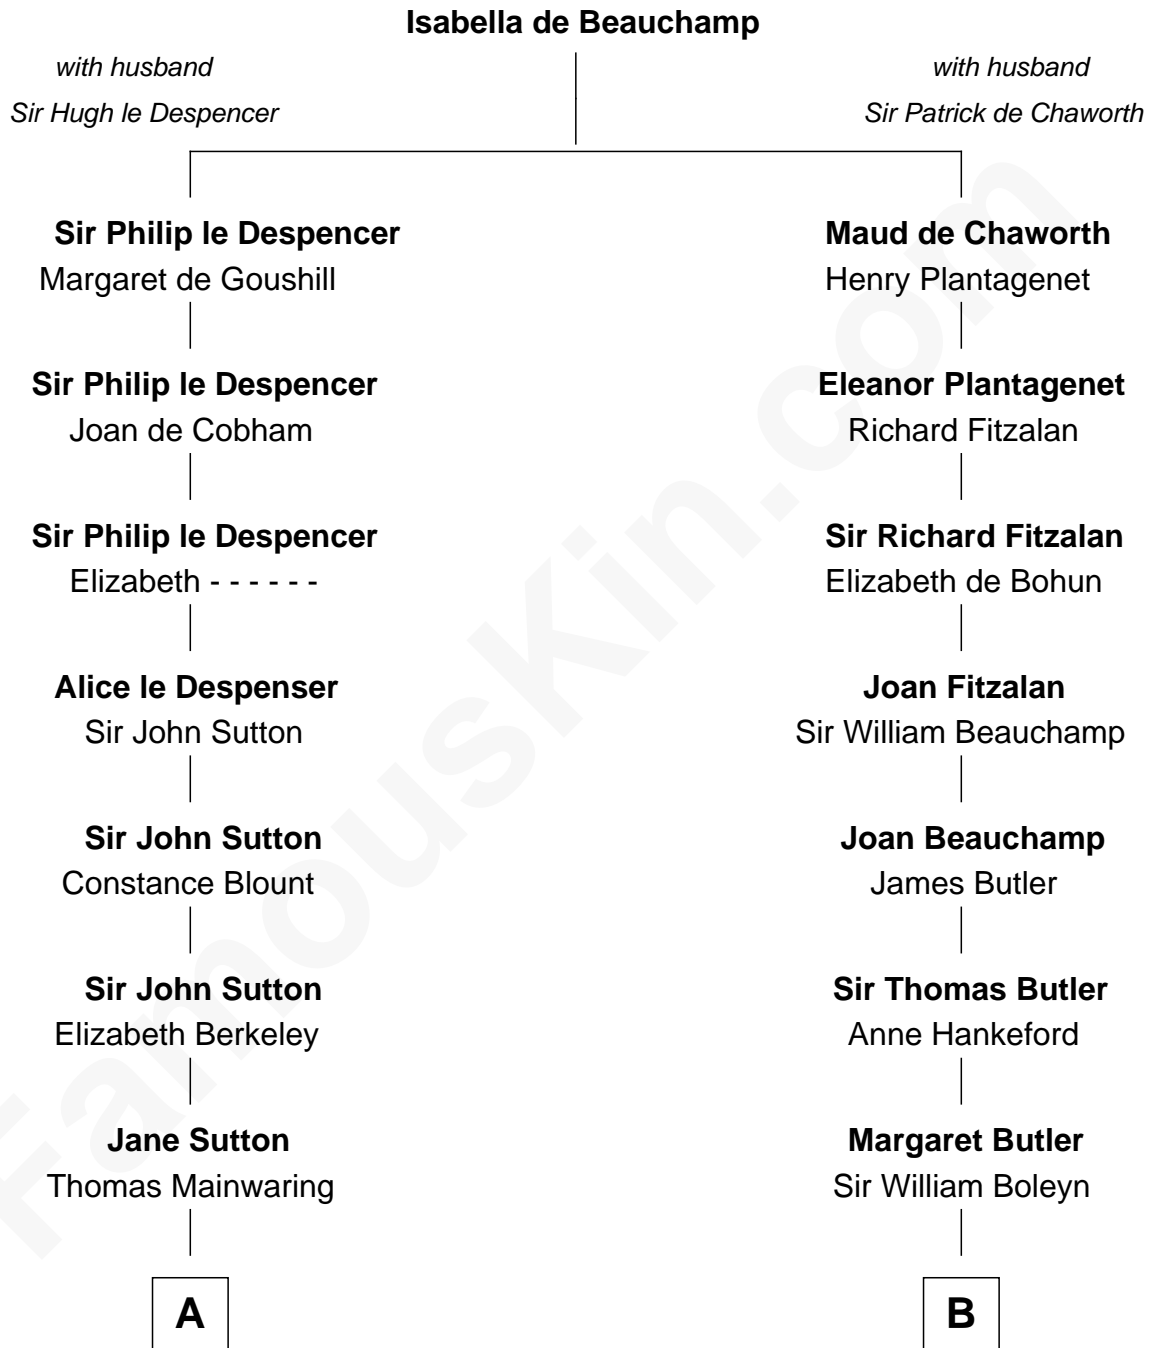 Isabella de Beauchamp
with husband
Sir Hugh le Despencer
with husband
Sir Patrick de Chaworth
Sir Philip le Despencer
Margaret de Goushill
Maud de Chaworth
Henry Plantagenet
Sir Philip le Despencer
Joan de Cobham
Eleanor Plantagenet
Richard Fitzalan
Sir Philip le Despencer
Elizabeth - - - - - -
Sir Richard Fitzalan
Elizabeth de Bohun
Alice le Despenser
Sir John Sutton
Joan Fitzalan
Sir William Beauchamp
Sir John Sutton
Constance Blount
Joan Beauchamp
James Butler
Sir John Sutton
Elizabeth Berkeley
Sir Thomas Butler
Anne Hankeford
Jane Sutton
Thomas Mainwaring
Margaret Butler
Sir William Boleyn
A
B
FamousKin.com